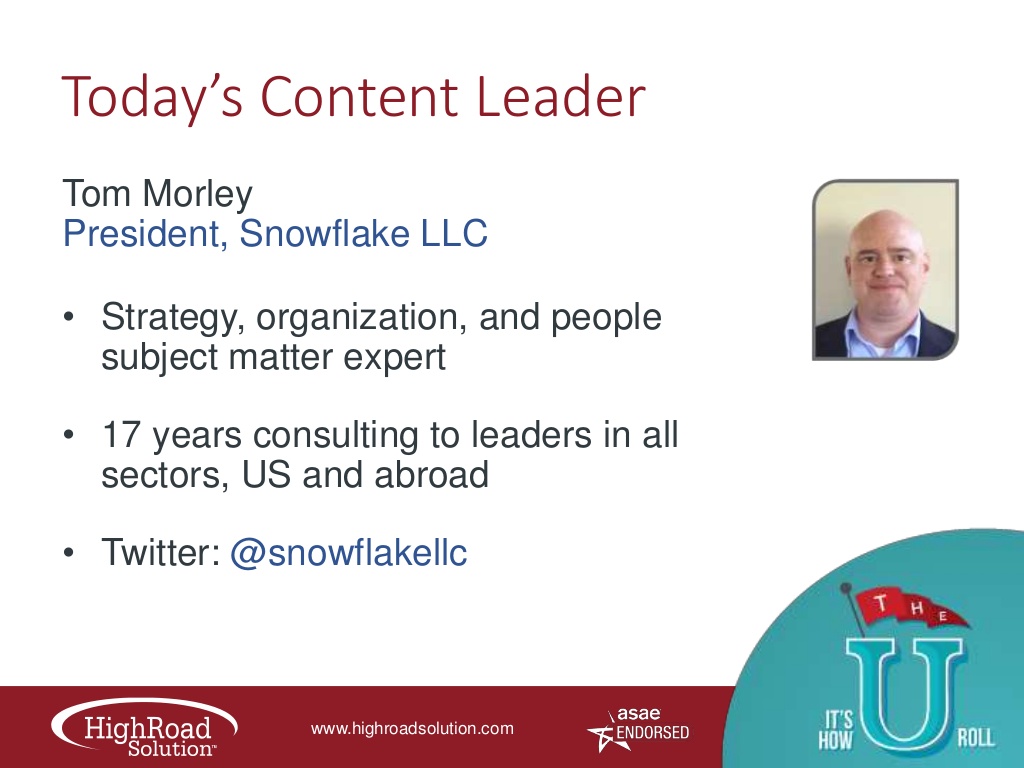 Today’s Content Leader
Tom Morley
President, Snowflake LLC
• Strategy, organization, and people
subject matter expert
• 17 years consulting to leaders in all
sectors, US and abroad
• Twitter: @snowflakellc
THE
U
IT'S
HOW
ROLL
HighRoad
Solution™
www.highroadsolution.com
asae
ENDORSED